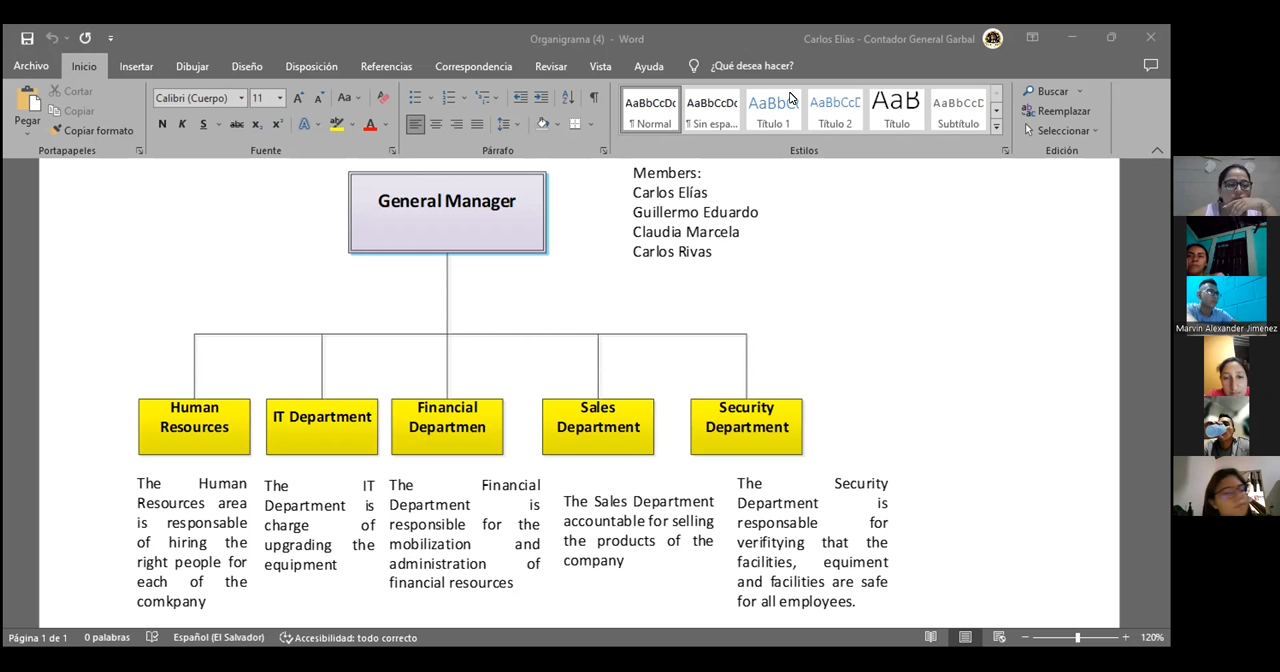 Organigrama (4) - Word
Carlos Elias - Contador General Garbal
Archivo Inicio Insertar Dibujar Diseño Disposición Referencias Correspondencia Revisar Vista Ayuda ¿Qué desea hacer?
Pegar
Cortar
Copiar
Copiar formato
Portapapeles
Calibri (Cuerpo) 11 Aa
N K S abc x₂ x² A A
Fuente
Párrafo
AaBbCcDc AaBbCcDc AaBbCc AaBbCcD AaB AaBbCcD
¶ Normal ¶ Sin espa... Título 1 Título 2 Título Subtítulo
Estilos
Buscar
Reemplazar
Seleccionar
Edición
General Manager
Members:
Carlos Elías
Guillermo Eduardo
Claudia Marcela
Carlos Rivas
Human
Resources
IT Department
Financial
Departmen
Sales
Department
Security
Department
The Human
Resources area
is responsable
of hiring the
right people for
each of the
comkpany
The IT
Department is
charge of
upgrading the
equipment
The Financial
Department is
responsible for the
mobilization and
administration of
financial resources
The Sales Department
accountable for selling
the products of the
company
The Security
Department is
responsable for
verifitying that the
facilities, equiment
and facilities are safe
for all employees.
Marvin Alexander Jimenez
Página 1 de 1 0 palabras Español (El Salvador) Accesibilidad: todo correcto 120%